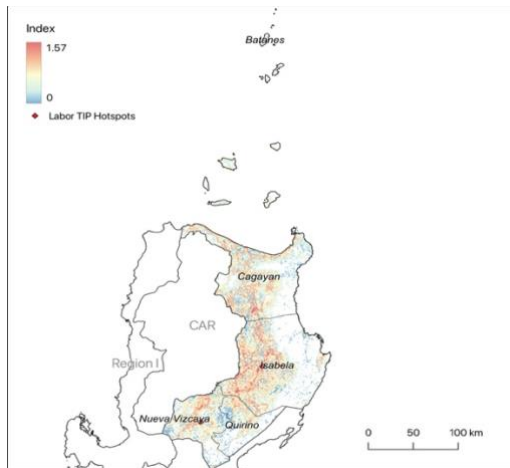 Index
1.57
0
Labor TIP Hotspots
Batanes
Cagayan
CAR
Region I
Isabela
Nueva Vizcaya
Quirino
0 50 100 km